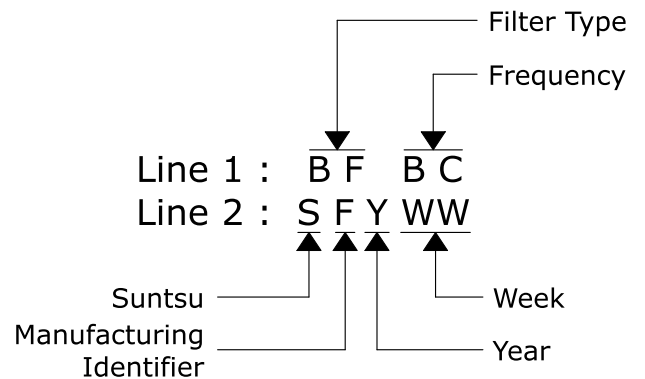 Filter Type
Frequency
Line 1 : B F B C
Line 2 : S F Y WW
Suntsu
Week
Manufacturing
Identifier
Year